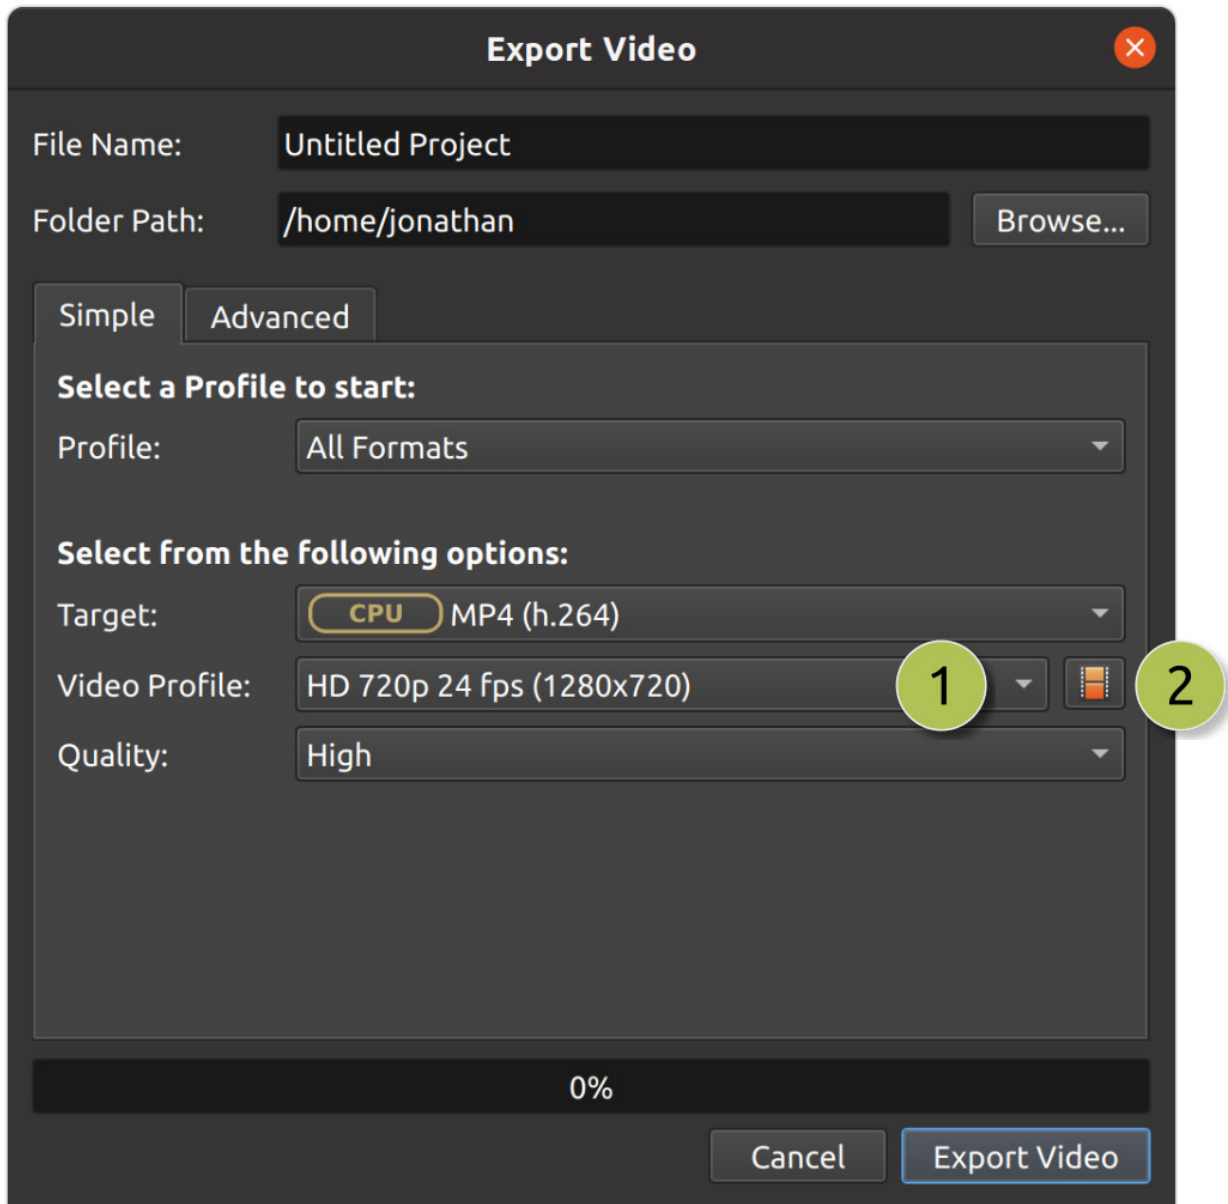 Export Video
File Name: Untitled Project
Folder Path: /home/jonathan Browse...
Simple Advanced
Select a Profile to start:
Profile: All Formats
Select from the following options:
Target: CPU MP4 (h.264)
Video Profile: HD 720p 24 fps (1280x720) 1 2
Quality: High
0%
Cancel Export Video